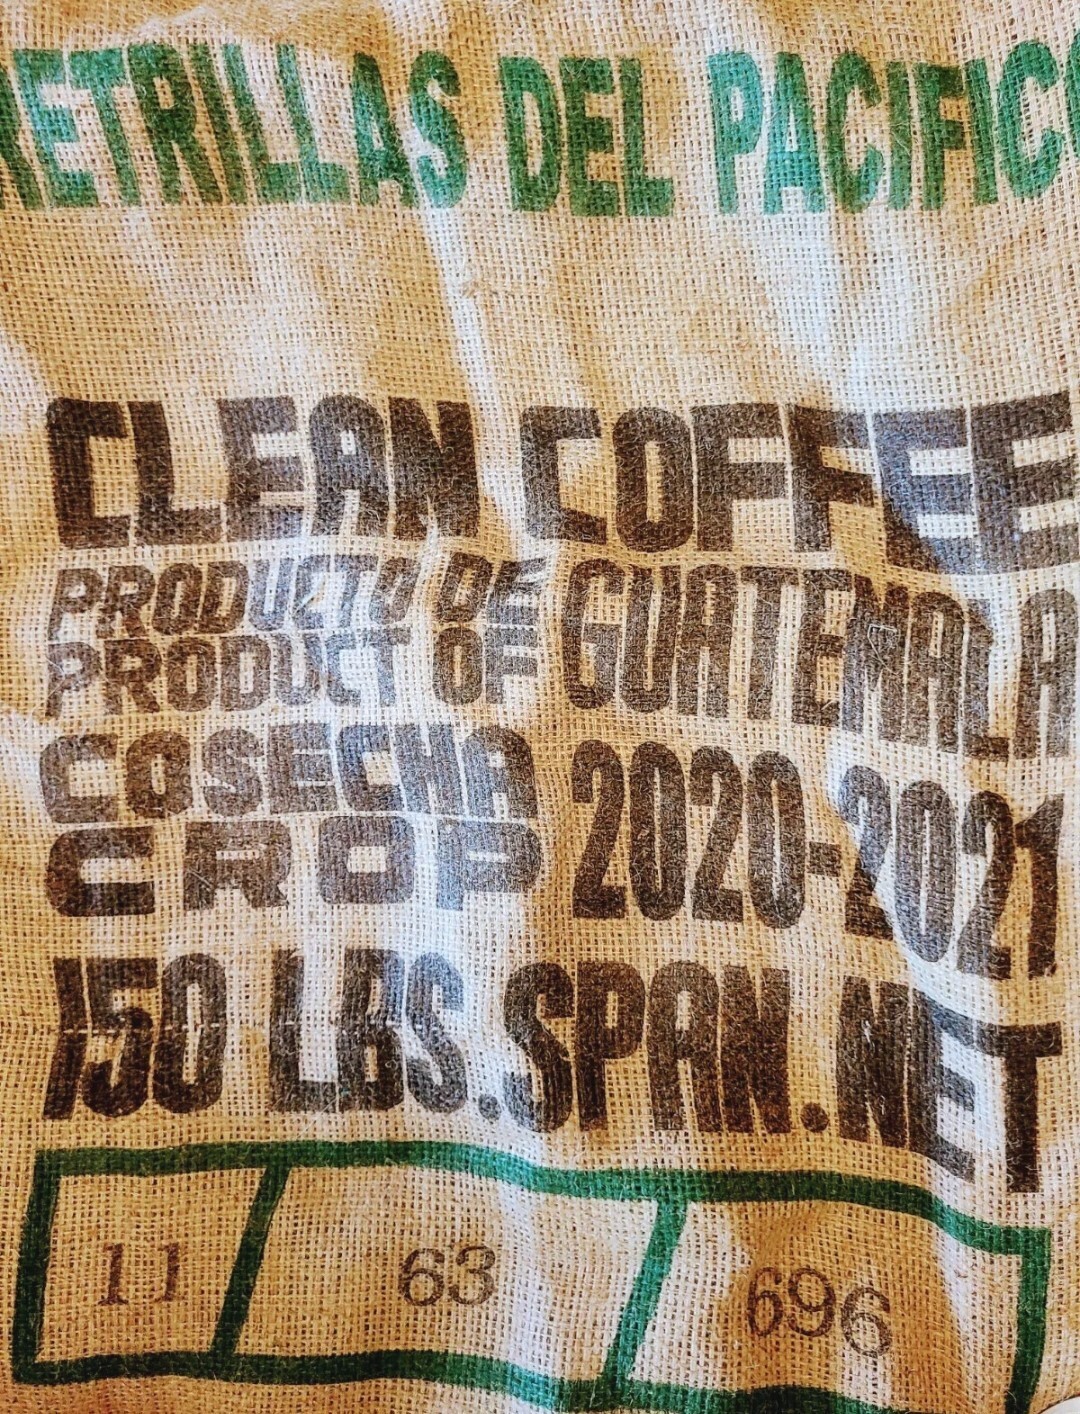 RETRILLAS DEL PACIFICO
CLEAN COFFEE
PRODUCTO DE
PRODUCT OF
GUATEMALA
COSECHA
CROP
2020-2021
150 LBS.SPAN.NET
11 63 696